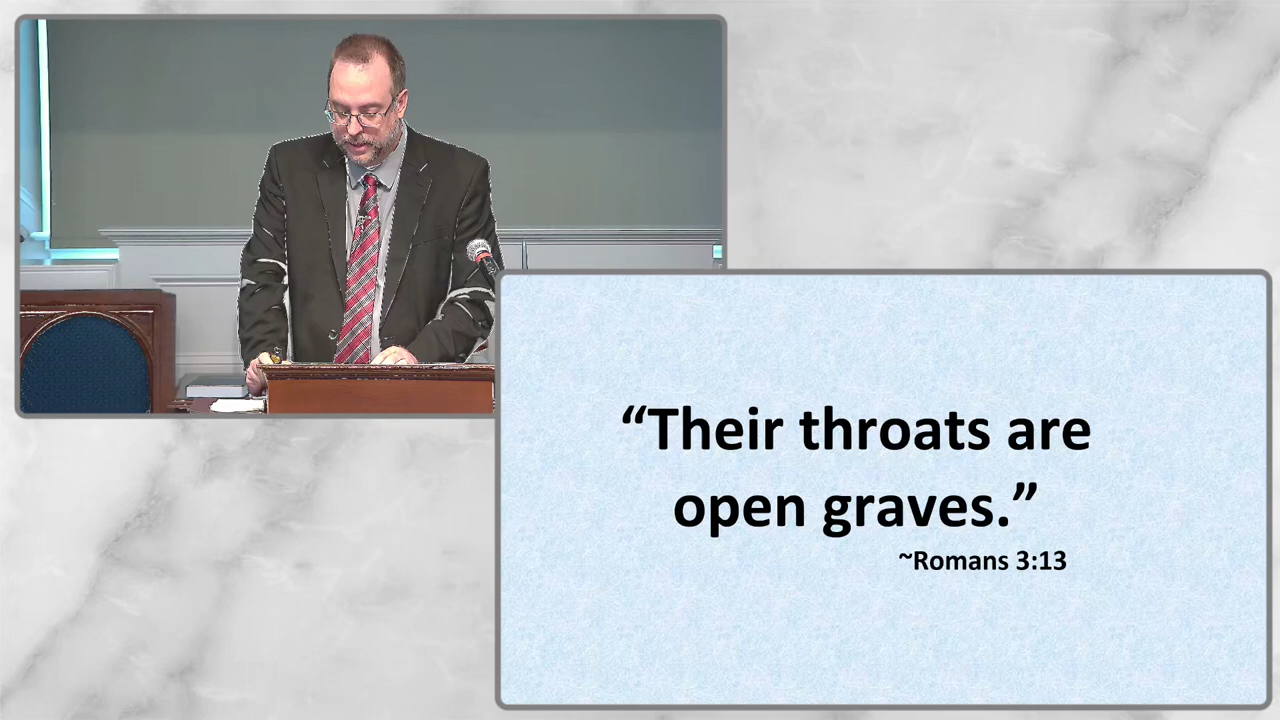 “Their throats are
open graves.”
~Romans 3:13